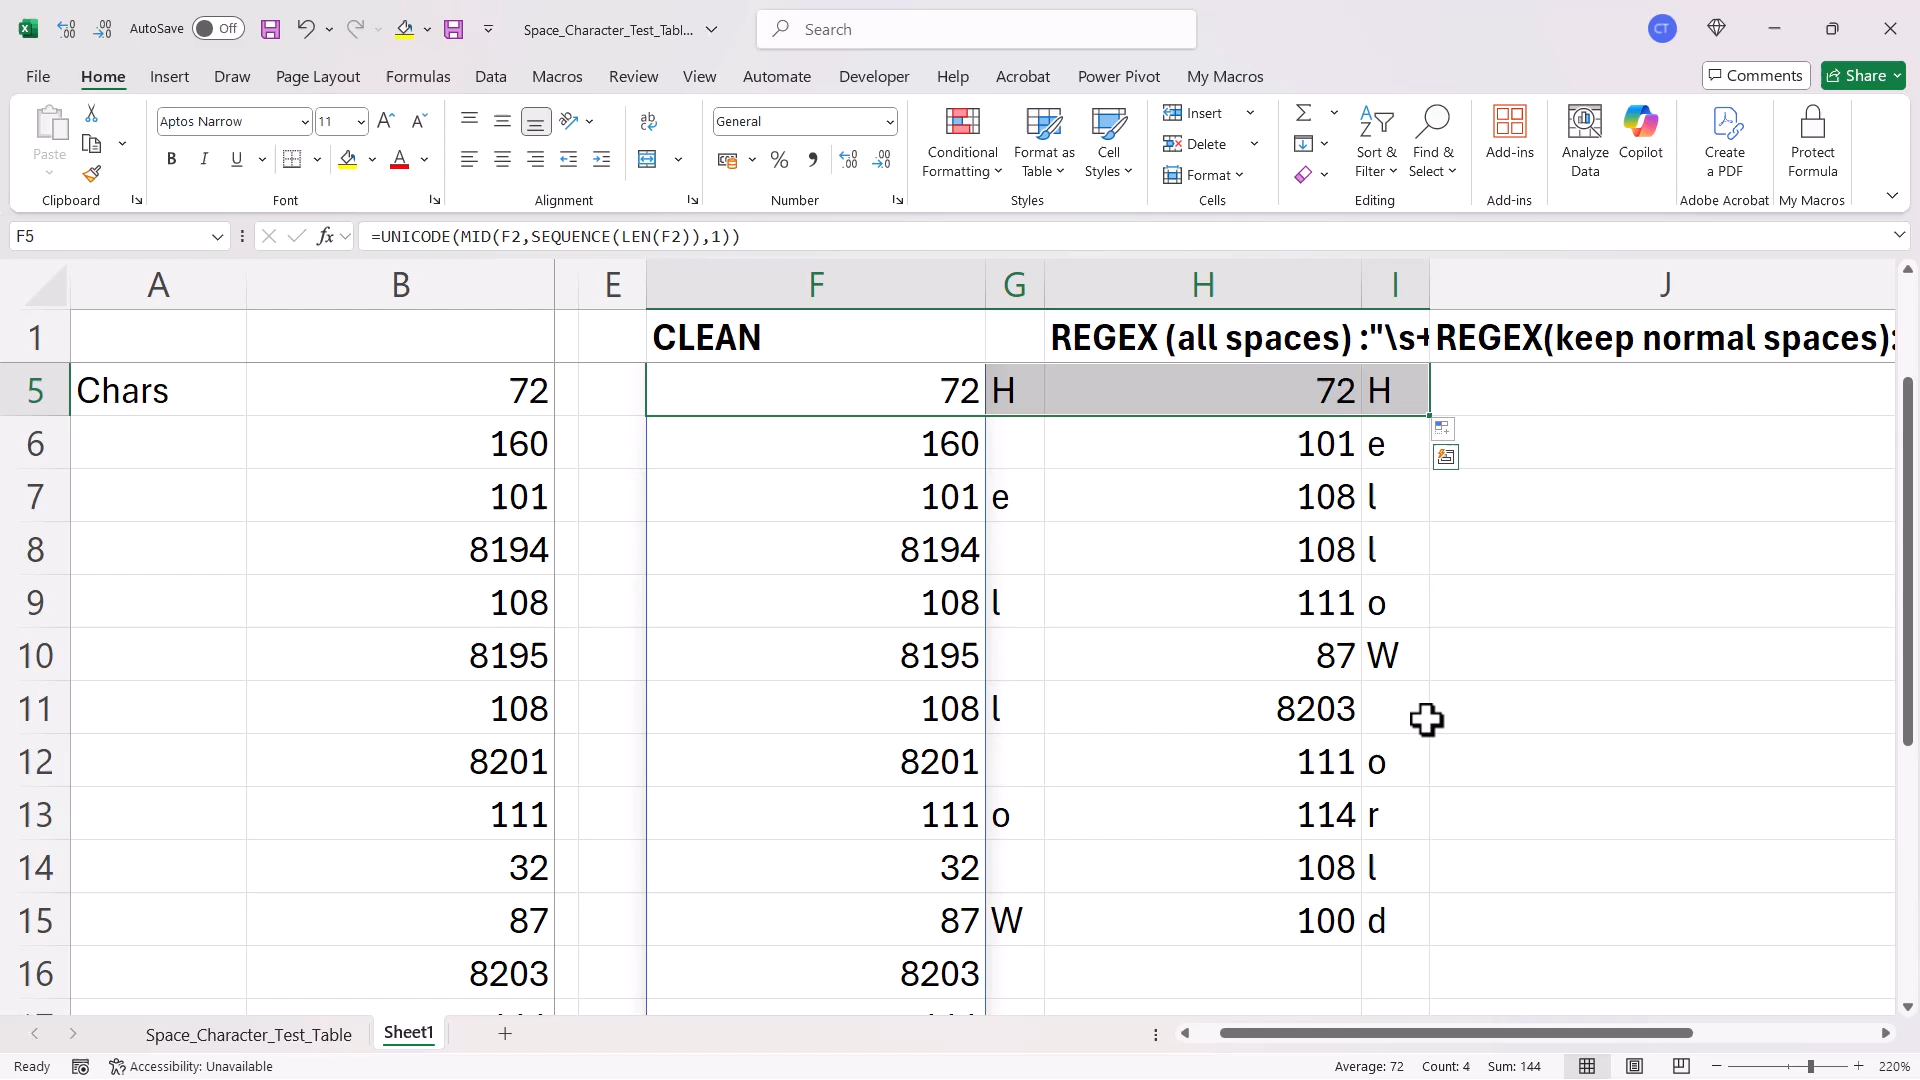 AutoSave Off Space_Character_Test_Tabl... Search CT
File Home Insert Draw Page Layout Formulas Data Macros Review View Automate Developer Help Acrobat Power Pivot My Macros Comments Share
Paste
Clipboard
Aptos Narrow 11
B I U A
Font
Alignment
General
Number
Conditional Formatting
Format as Table
Cell Styles
Styles
Insert
Delete
Format
Cells
Sort & Filter
Find & Select
Editing
Add-ins
Add-ins
Analyze Data
Copilot
Create a PDF
Adobe Acrobat
Protect Formula
My Macros
F5 fx =UNICODE(MID(F2,SEQUENCE(LEN(F2)),1))
A B E F G H I J
1 CLEAN REGEX (all spaces) :"\s+ REGEX(keep normal spaces):
5 Chars 72 72 H 72 H
6 160 160 101 e
7 101 101 e 108 l
8 8194 8194 108 l
9 108 108 l 111 o
10 8195 8195 87 W
11 108 108 l 8203
12 8201 8201 111 o
13 111 111 o 114 r
14 32 32 108 l
15 87 87 W 100 d
16 8203 8203
Space_Character_Test_Table Sheet1
Ready Accessibility: Unavailable Average: 72 Count: 4 Sum: 144 220%